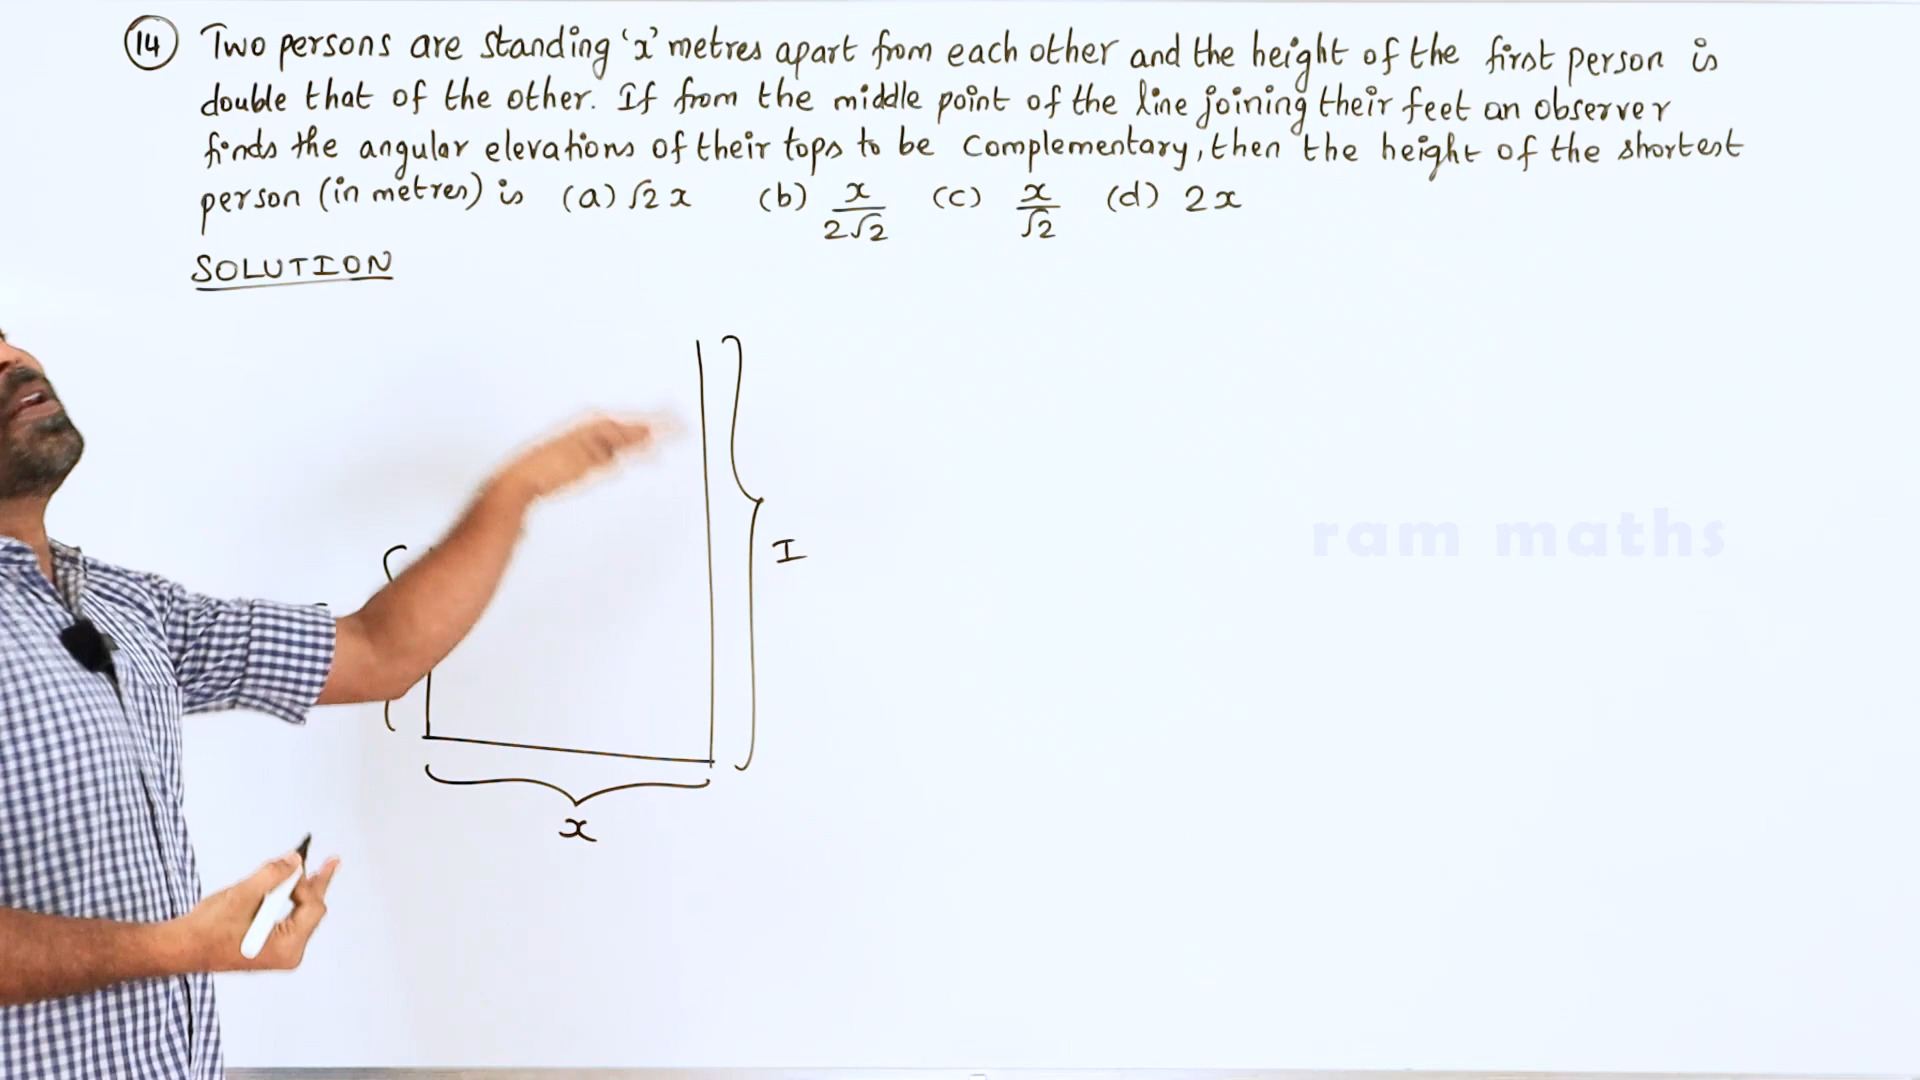 14 Two persons are standing 'x' metres apart from each other and the height of the first person is
double that of the other. If from the middle point of the line joining their feet an observer
finds the angular elevations of their tops to be complementary, then the height of the shortest
person (in metres) is (a) √2 x (b) x/2√2 (c) x/√2 (d) 2x
SOLUTION
ram maths
I
x